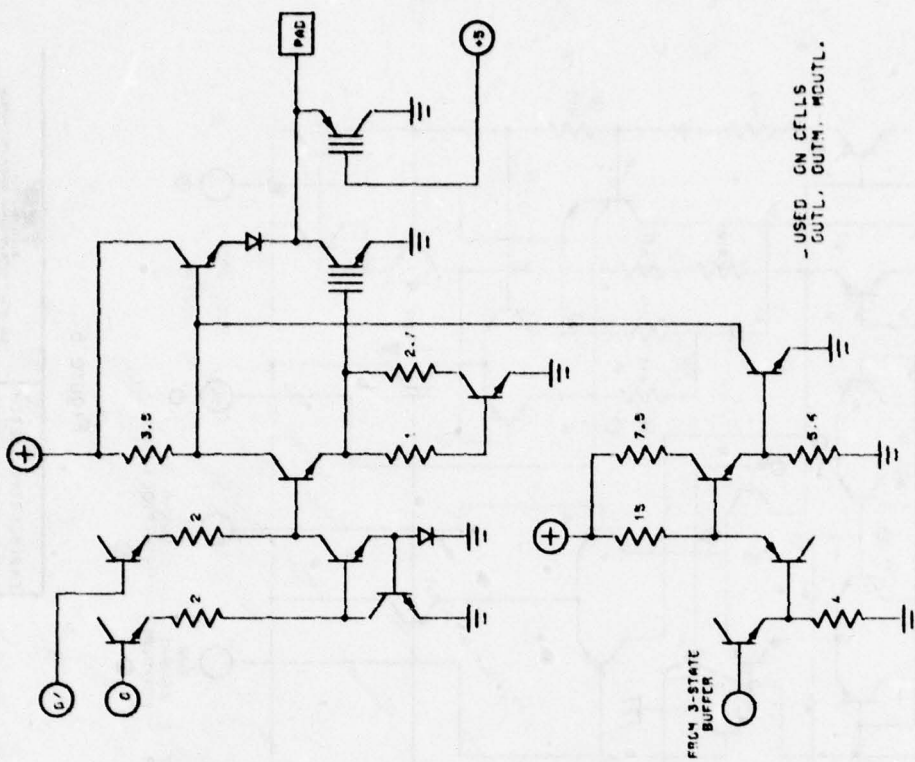 PAD
+5
+
3.5
2
2
O'
O
2.7
1
- USED ON CELLS
OUTL. OUTM. MOUTL.
+
7.5
15
5.4
4
FROM 3-STATE
BUFFER